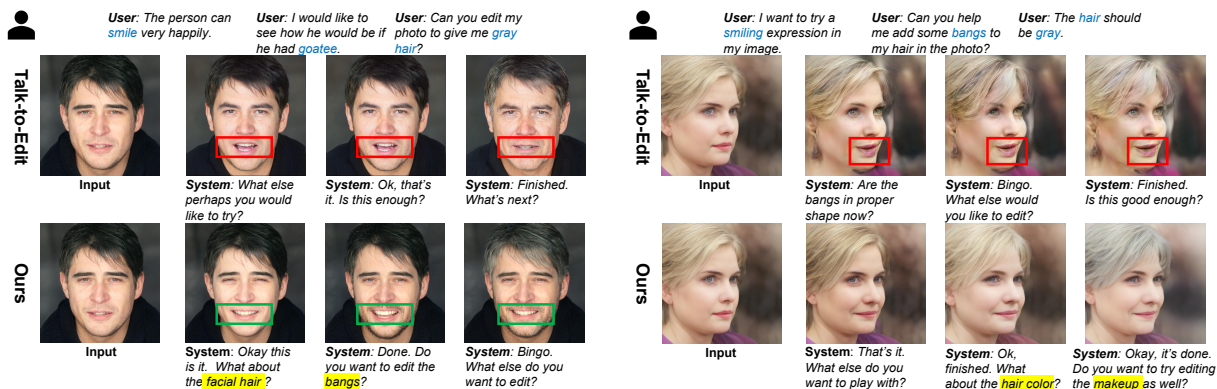 User: The person can
smile very happily.
User: I would like to
see how he would be if
he had goatee.
User: Can you edit my
photo to give me gray
hair?
Talk-to-Edit
Input
System: What else
perhaps you would
like to try?
System: Ok, that's
it. Is this enough?
System: Finished.
What's next?
Ours
Input
System: Okay this
is it. What about
the facial hair ?
System: Done. Do
you want to edit the
bangs?
System: Bingo.
What else do you
want to edit?
User: I want to try a
smiling expression in
my image.
User: Can you help
me add some bangs to
my hair in the photo?
User: The hair should
be gray.
Talk-to-Edit
Input
System: Are the
bangs in proper
shape now?
System: Bingo.
What else would
you like to edit?
System: Finished.
Is this good enough?
Ours
Input
System: That's it.
What else do you
want to play with?
System: Ok,
finished. What
about the hair color?
System: Okay, it's done.
Do you want to try editing
the makeup as well?